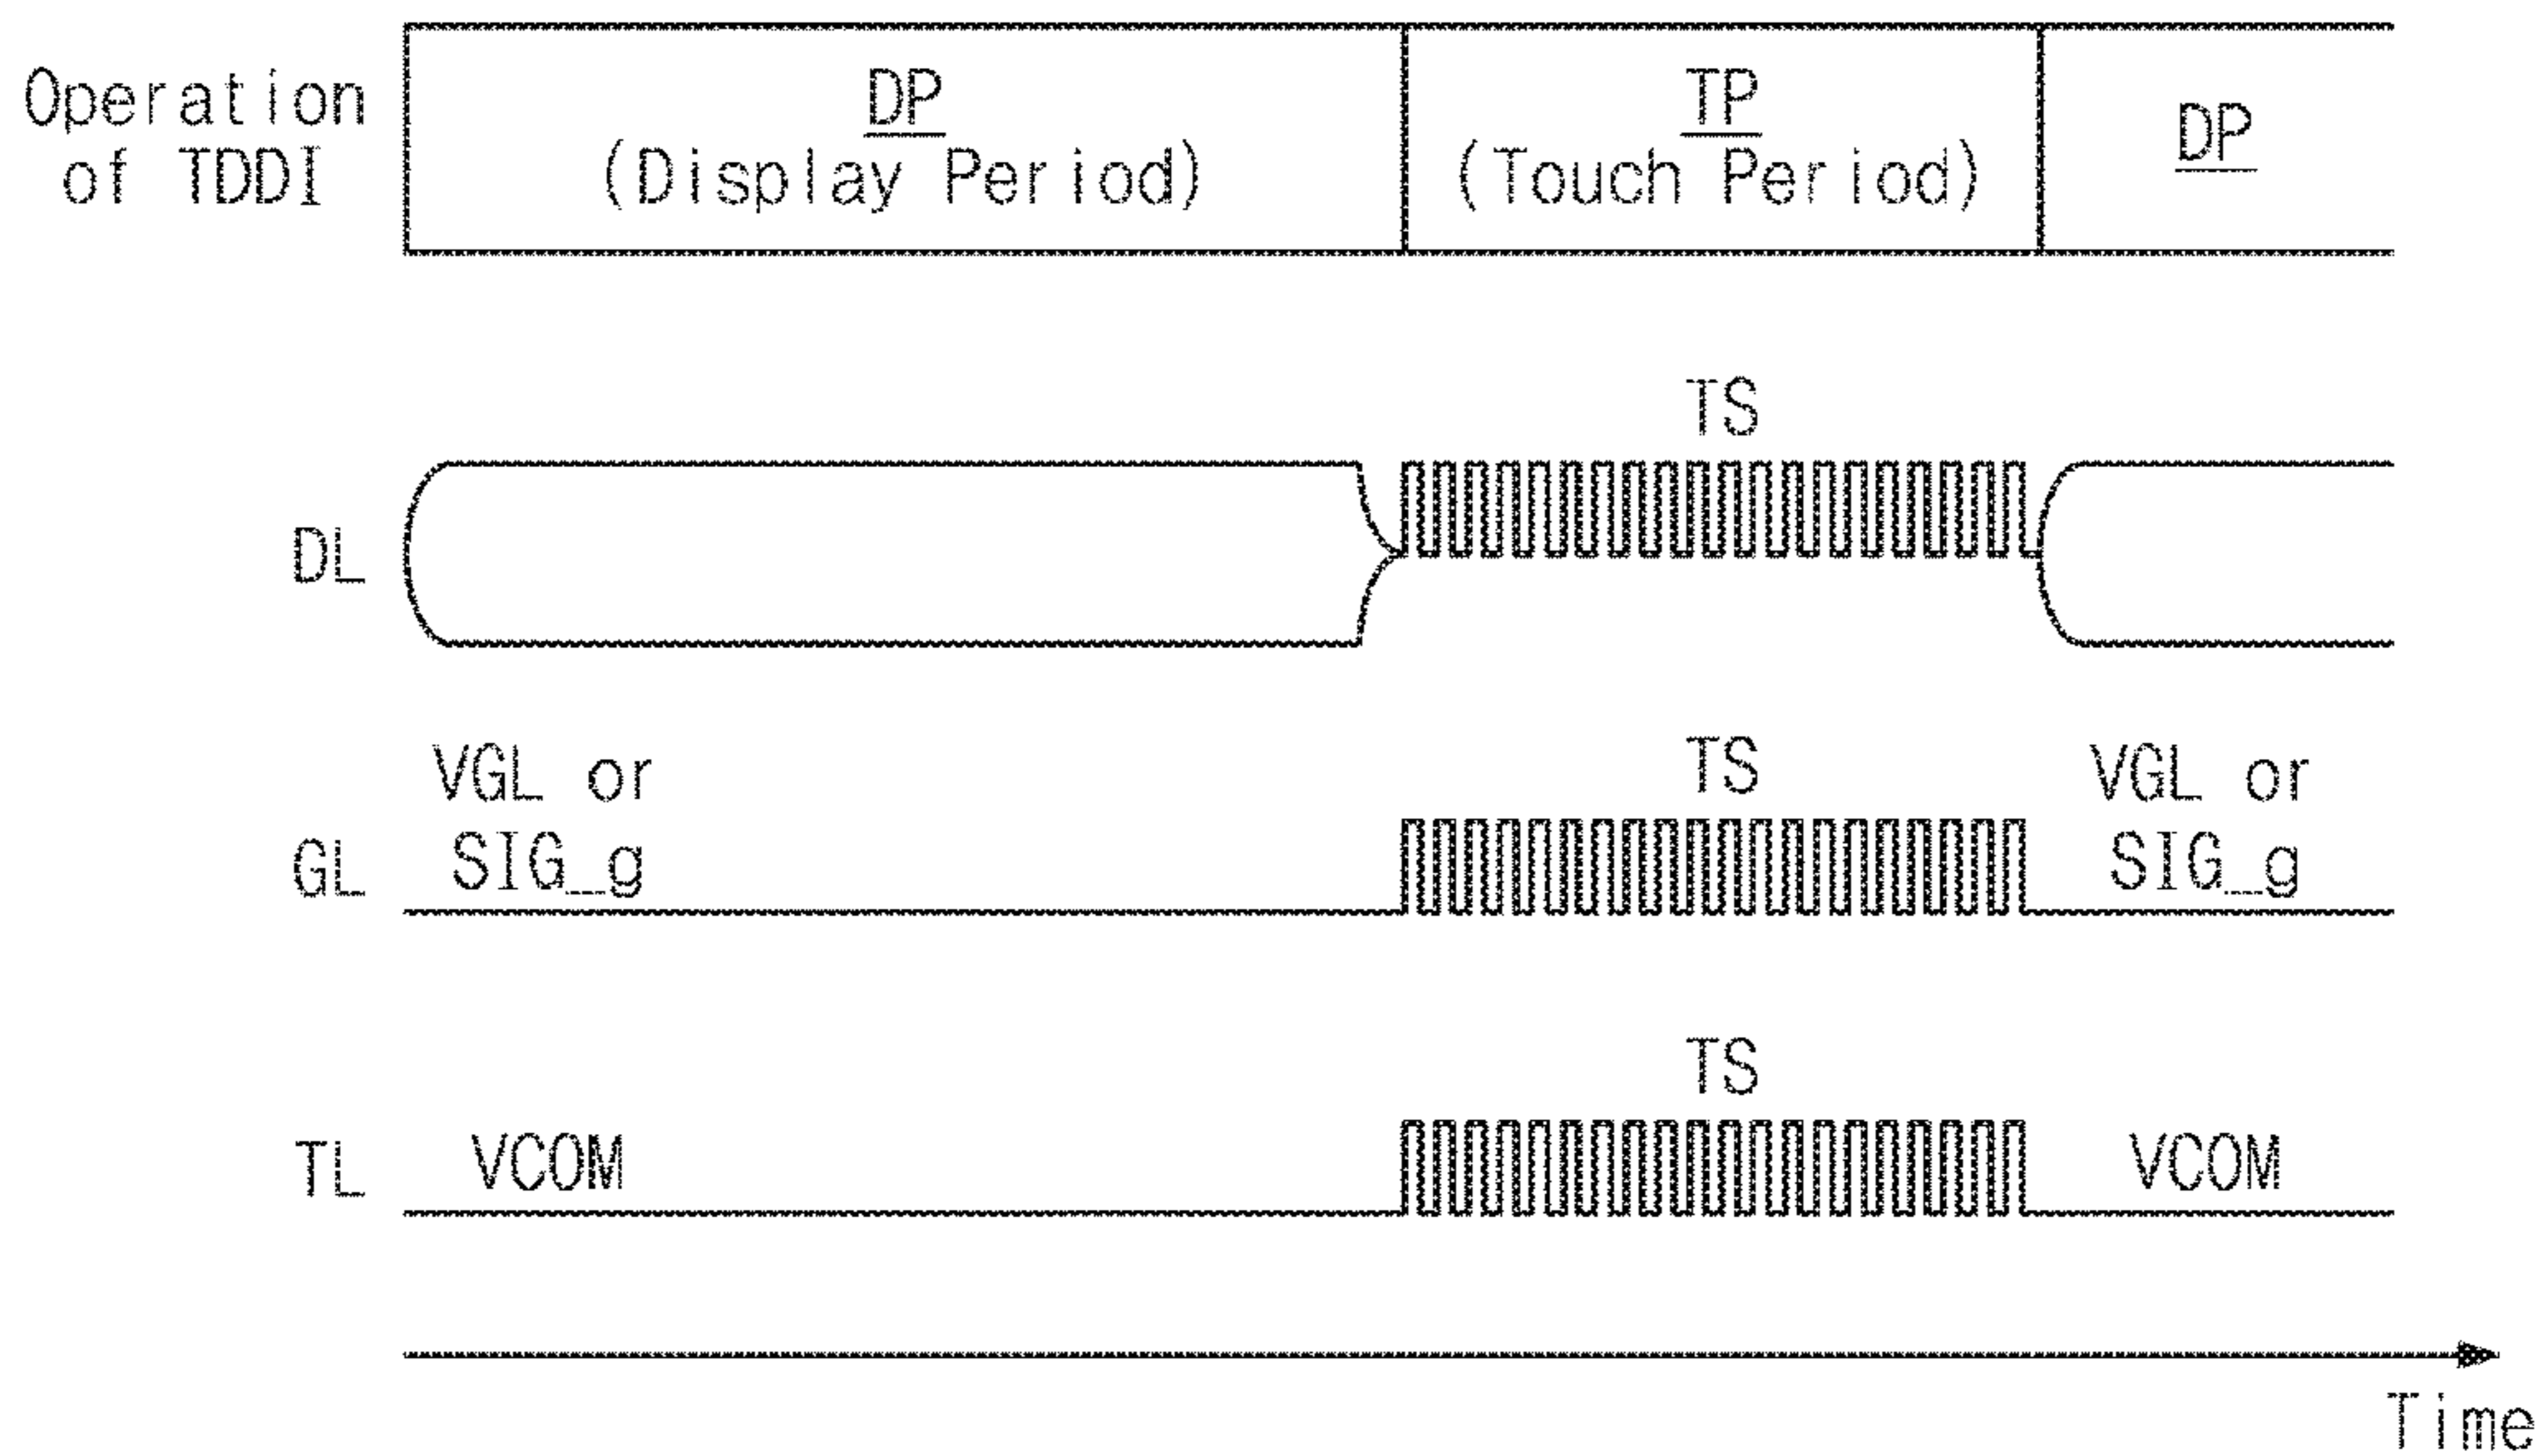 Operation
of TDDI
DP
(Display Period)
TP
(Touch Period)
DP
TS
DL
VGL or
SIG_g
TS
VGL or
SIG_g
GL
TS
TL
VCOM
VCOM
Time